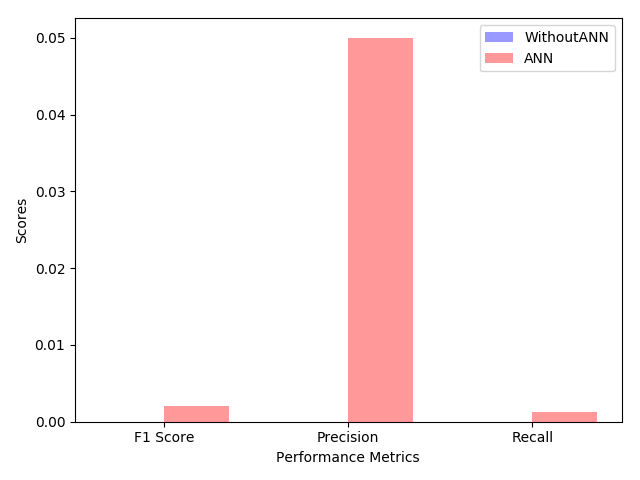 WithoutANN
ANN
0.05
0.04
0.03
0.02
0.01
0.00
Scores
F1 Score Precision Recall
Performance Metrics